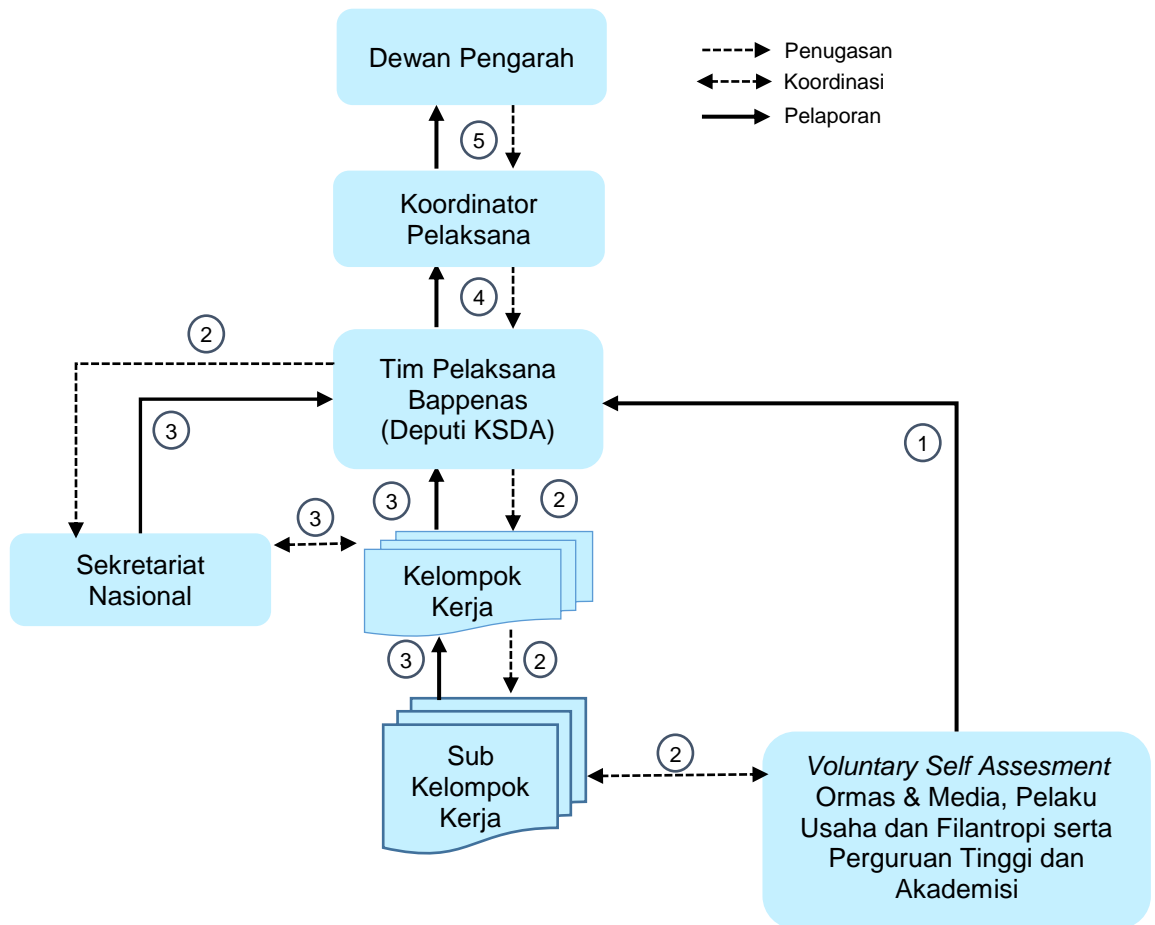 Dewan Pengarah
Penugasan
Koordinasi
Pelaporan
5
Koordinator
Pelaksana
4
2
Tim Pelaksana
Bappenas
(Deputi KSDA)
3
1
3
2
3
Sekretariat
Nasional
Kelompok
Kerja
3
2
Sub
Kelompok
Kerja
2
Voluntary Self Assesment
Ormas & Media, Pelaku
Usaha dan Filantropi serta
Perguruan Tinggi dan
Akademisi